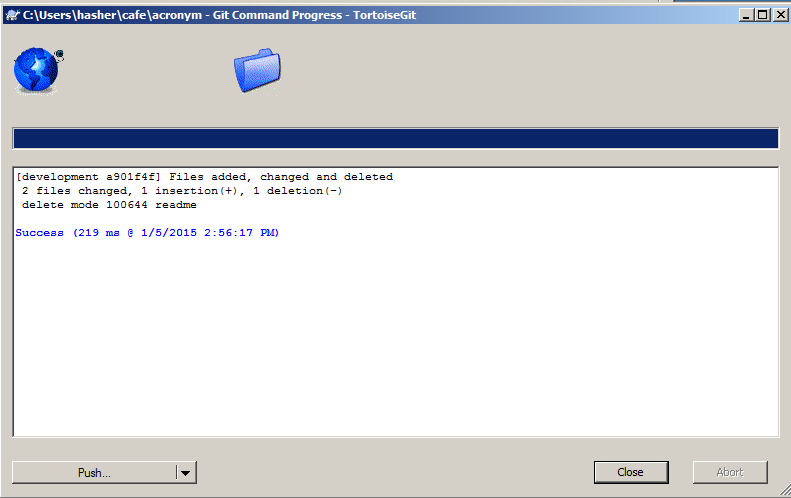 C:\Users\hasher\cafe\acronym - Git Command Progress - TortoiseGit
[development a901f4f] Files added, changed and deleted
2 files changed, 1 insertion(+), 1 deletion(-)
delete mode 100644 readme
Success (219 ms @ 1/5/2015 2:56:17 PM)
Push...
Close
Abort